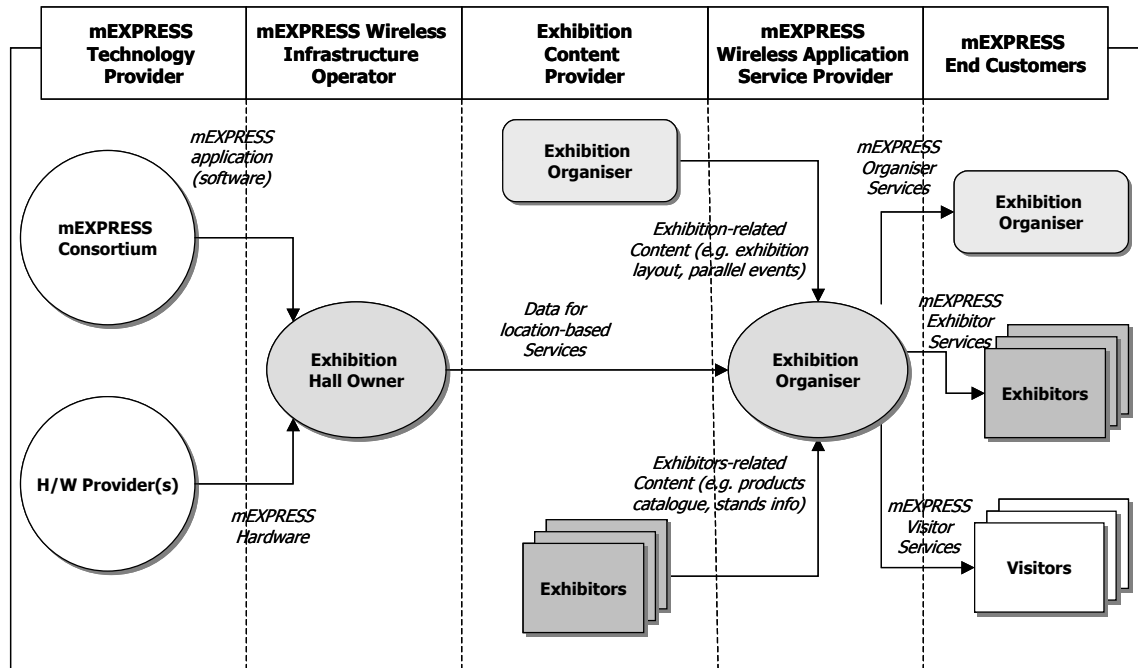 mEXPRESS
Technology
Provider
mEXPRESS Wireless
Infrastructure
Operator
Exhibition
Content
Provider
mEXPRESS
Wireless Application
Service Provider
mEXPRESS
End Customers
mEXPRESS
application
(software)
mEXPRESS
Consortium
H/W Provider(s)
mEXPRESS
Hardware
Exhibition
Hall Owner
Data for
location-based
Services
Exhibition
Organiser
Exhibition-related
Content (e.g. exhibition
layout, parallel events)
Exhibitors-related
Content (e.g. products
catalogue, stands info)
Exhibitors
Exhibition
Organiser
mEXPRESS
Organiser
Services
Exhibition
Organiser
mEXPRESS
Exhibitor
Services
Exhibitors
mEXPRESS
Visitor
Services
Visitors